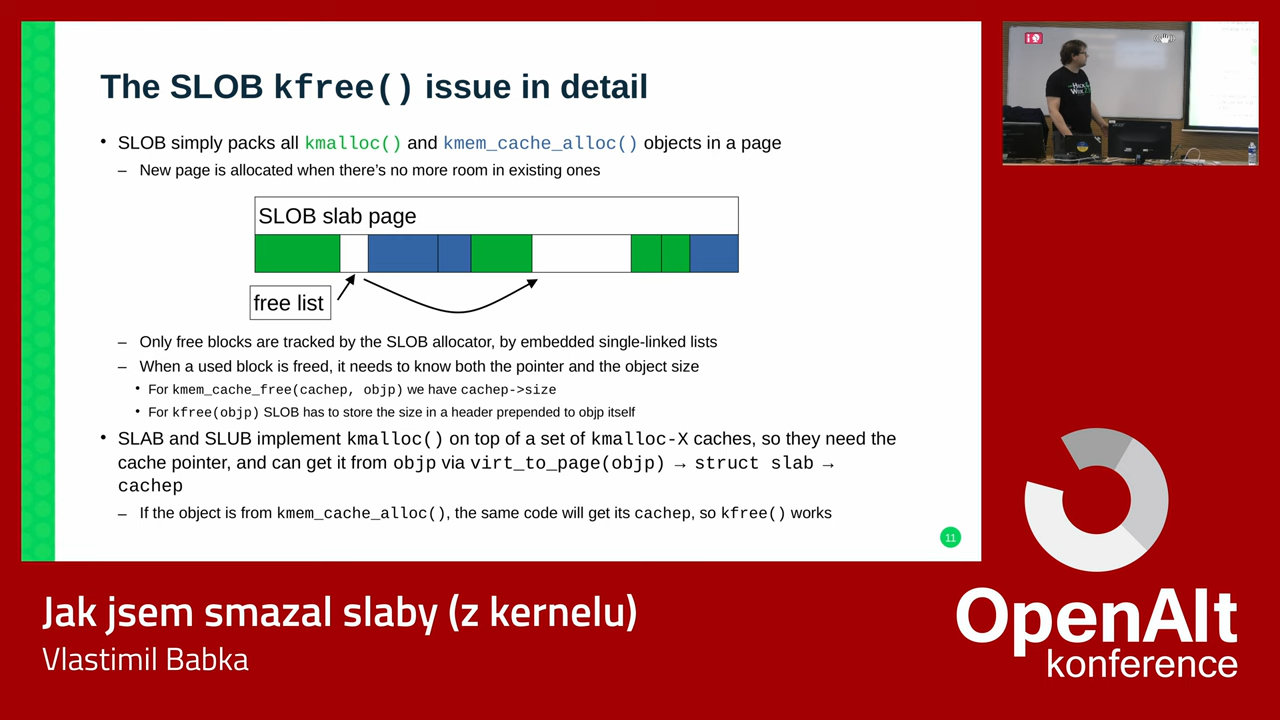 The SLOB kfree() issue in detail
• SLOB simply packs all kmalloc() and kmem_cache_alloc() objects in a page
– New page is allocated when there's no more room in existing ones
SLOB slab page
free list
– Only free blocks are tracked by the SLOB allocator, by embedded single-linked lists
– When a used block is freed, it needs to know both the pointer and the object size
• For kmem_cache_free(cachep, objp) we have cachep->size
• For kfree(objp) SLOB has to store the size in a header prepended to objp itself
• SLAB and SLUB implement kmalloc() on top of a set of kmalloc-X caches, so they need the
cache pointer, and can get it from objp via virt_to_page(objp) → struct slab →
cachep
– If the object is from kmem_cache_alloc(), the same code will get its cachep, so kfree() works
11
Jak jsem smazal slaby (z kernelu)
Vlastimil Babka
OpenAlt
konference